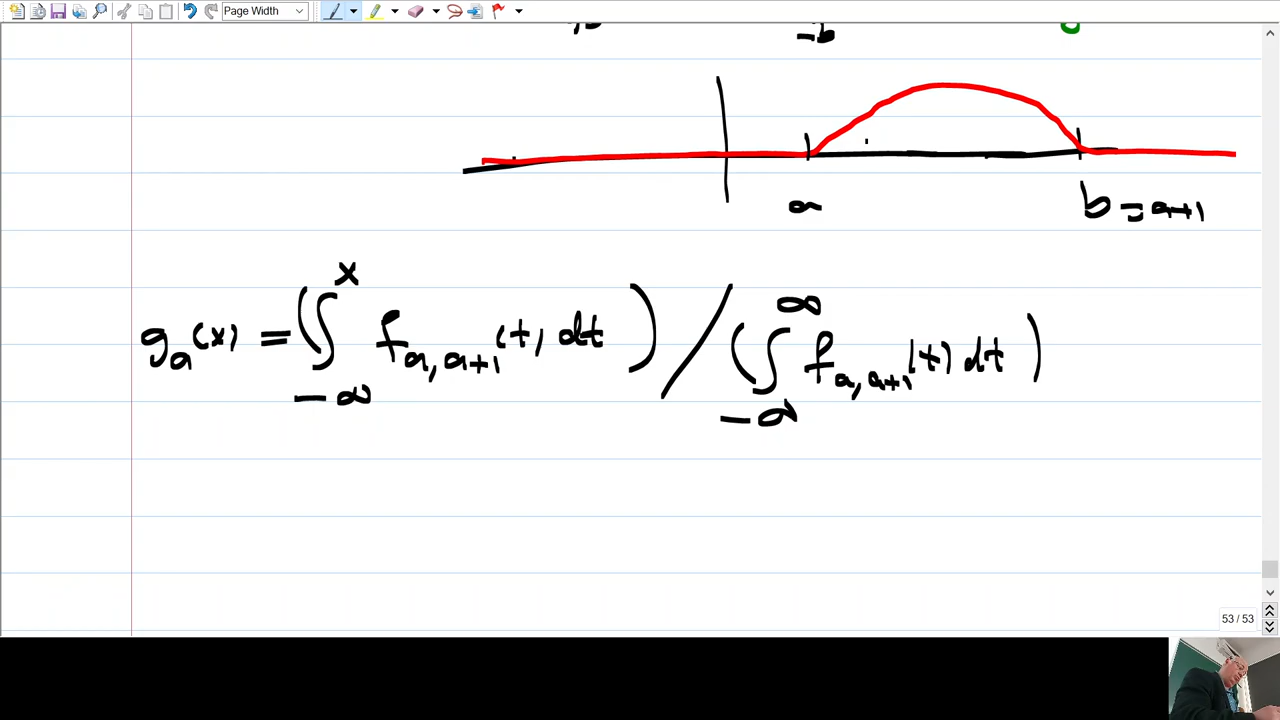 Page Width
-b
a
b = a+1
g_a(x) = (∫_{-∞}^{x} f_{a, a+1}(t) dt) / (∫_{-∞}^{∞} f_{a, a+1}(t) dt)
53 / 53